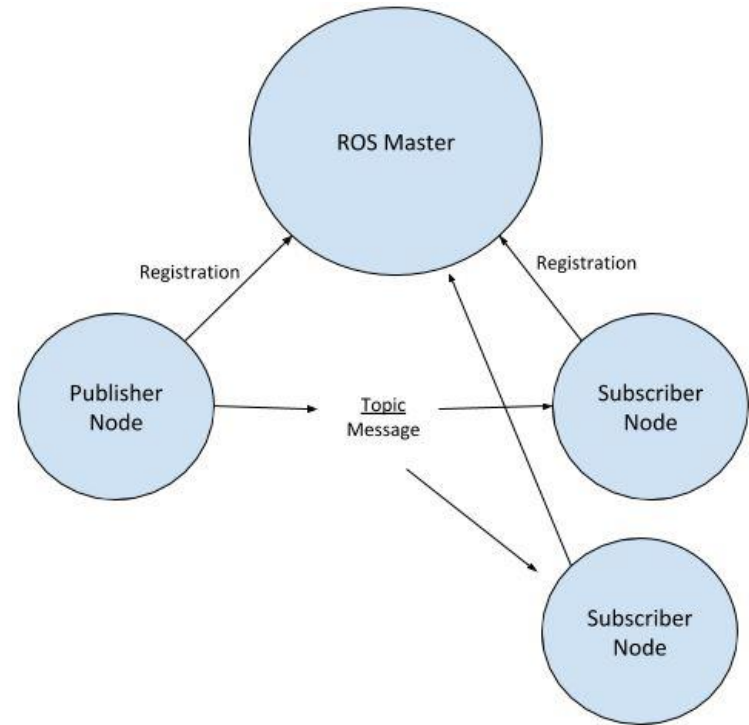 ROS Master
Registration
Registration
Publisher
Node
Topic
Message
Subscriber
Node
Subscriber
Node